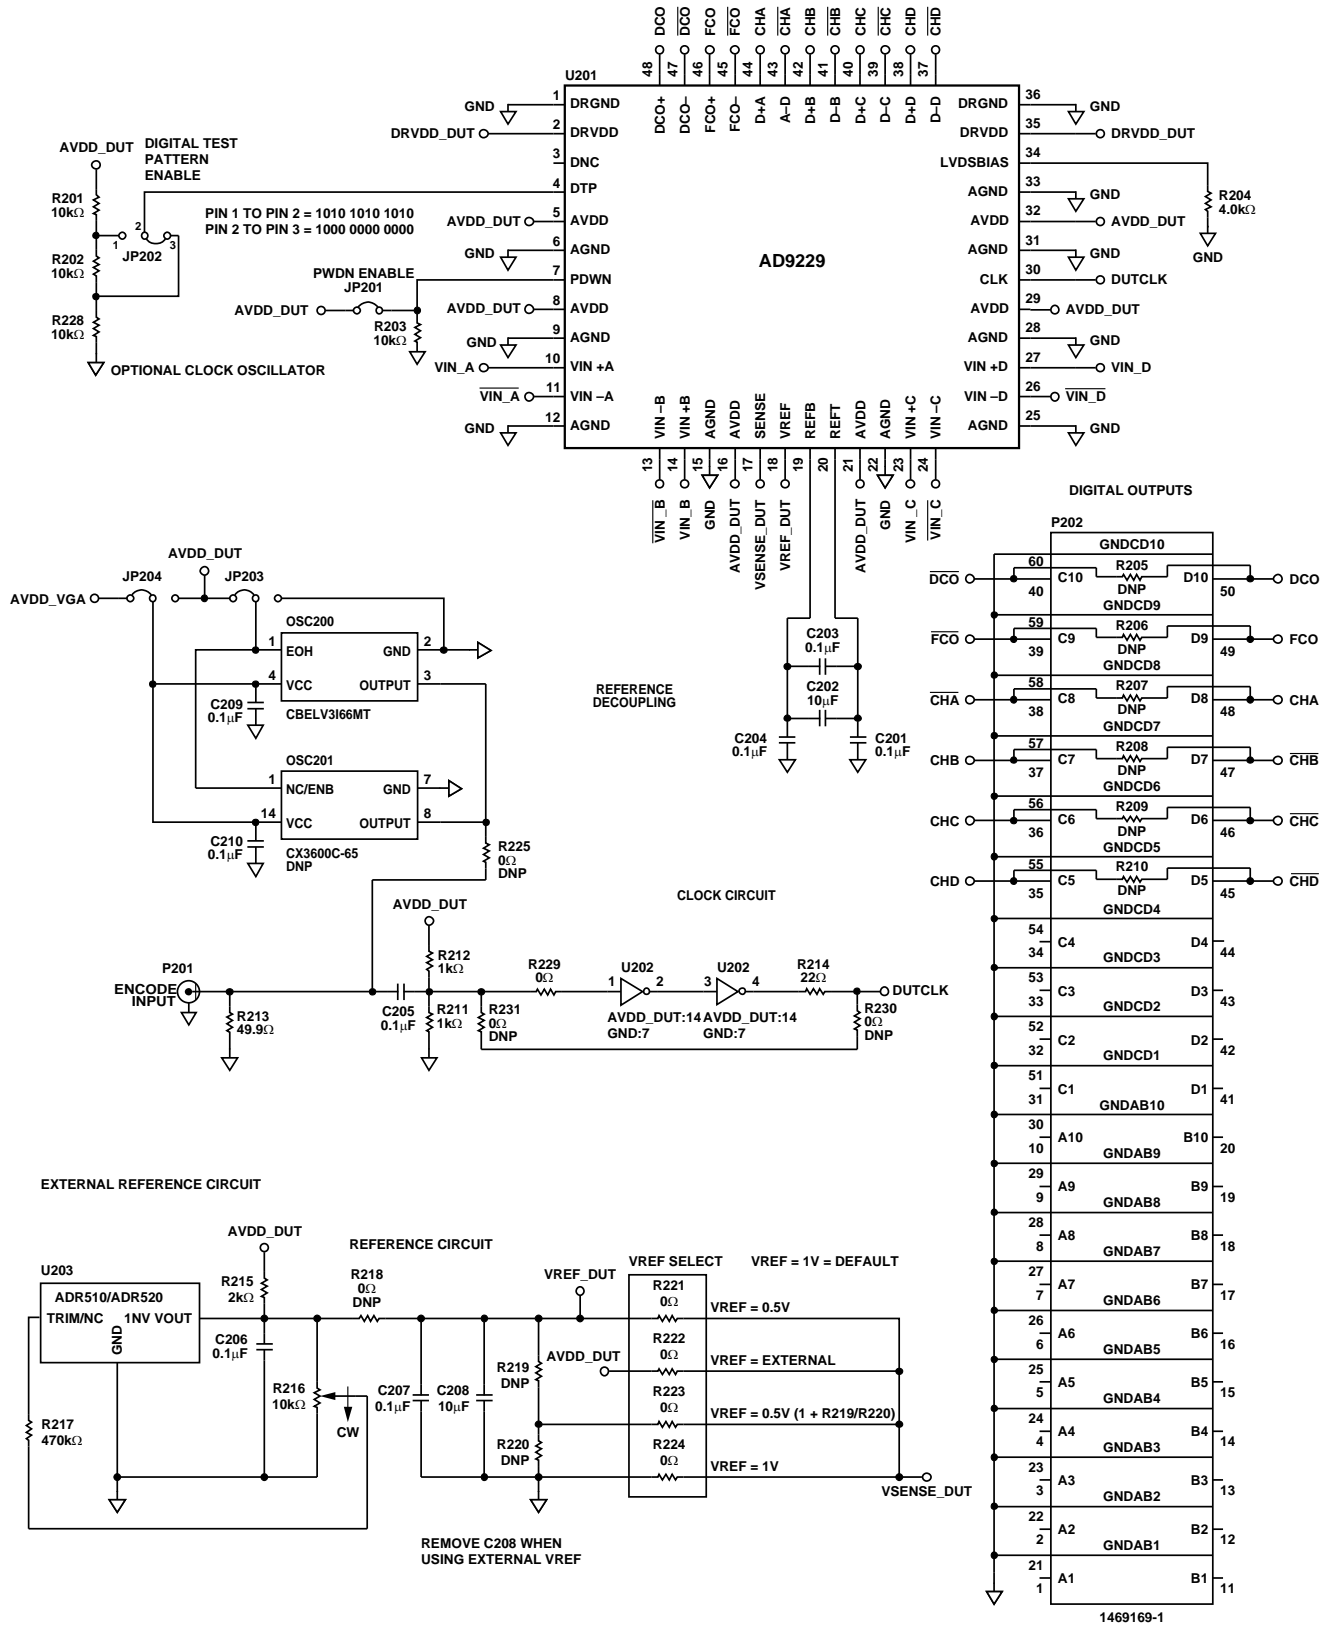 DCO
D̅C̅O̅
FCO
F̅C̅O̅
CHA
C̅H̅A̅
CHB
C̅H̅B̅
CHC
C̅H̅C̅
CHD
C̅H̅D̅
48 47 46 45 44 43 42 41 40 39 38 37
U201
DCO+ DCO– FCO+ FCO– D+A A–D D+B D–B D+C D–C D+D D–D
GND 1 DRGND
DRVDD_DUT 2 DRVDD
3 DNC
4 DTP
AVDD_DUT 5 AVDD
GND 6 AGND
7 PDWN
AVDD_DUT 8 AVDD
GND 9 AGND
VIN_A 10 VIN +A
V̅I̅N̅_̅A̅ 11 VIN –A
GND 12 AGND
AD9229
DRGND 36 GND
DRVDD 35 DRVDD_DUT
LVDSBIAS 34
AGND 33 GND
AVDD 32 AVDD_DUT
AGND 31 GND
CLK 30 DUTCLK
AVDD 29 AVDD_DUT
AGND 28 GND
VIN +D 27 VIN_D
VIN –D 26 V̅I̅N̅_̅D̅
AGND 25 GND
R204
4.0kΩ
GND
VIN –B VIN +B AGND AVDD SENSE VREF REFB REFT AVDD AGND VIN +C VIN –C
13 14 15 16 17 18 19 20 21 22 23 24
V̅I̅N̅_̅B̅ VIN_B GND AVDD_DUT VSENSE_DUT VREF_DUT AVDD_DUT GND VIN_C V̅I̅N̅_̅C̅
AVDD_DUT
DIGITAL TEST
PATTERN
ENABLE
R201
10kΩ
1 2 3
JP202
R202
10kΩ
R228
10kΩ
PIN 1 TO PIN 2 = 1010 1010 1010
PIN 2 TO PIN 3 = 1000 0000 0000
PWDN ENABLE
JP201
AVDD_DUT
R203
10kΩ
OPTIONAL CLOCK OSCILLATOR
AVDD_DUT
JP204 JP203
AVDD_VGA
OSC200
1 EOH GND 2
4 VCC OUTPUT 3
CBELV3I66MT
C209
0.1µF
OSC201
1 NC/ENB GND 7
14 VCC OUTPUT 8
CX3600C-65
DNP
C210
0.1µF
R225
0Ω
DNP
REFERENCE
DECOUPLING
C203
0.1µF
C202
10µF
C204
0.1µF
C201
0.1µF
CLOCK CIRCUIT
AVDD_DUT
R212
1kΩ
P201
ENCODE
INPUT
R213
49.9Ω
C205
0.1µF
R211
1kΩ
R231
0Ω
DNP
R229
0Ω
1 U202 2
AVDD_DUT:14
GND:7
3 U202 4
AVDD_DUT:14
GND:7
R214
22Ω
DUTCLK
R230
0Ω
DNP
EXTERNAL REFERENCE CIRCUIT
AVDD_DUT
U203
ADR510/ADR520
TRIM/NC 1NV VOUT
GND
R215
2kΩ
C206
0.1µF
R216
10kΩ
CW
R217
470kΩ
REFERENCE CIRCUIT
R218
0Ω
DNP
C207
0.1µF
C208
10µF
VREF_DUT
R219
DNP
R220
DNP
AVDD_DUT
VREF SELECT VREF = 1V = DEFAULT
R221
0Ω
VREF = 0.5V
R222
0Ω
VREF = EXTERNAL
R223
0Ω
VREF = 0.5V (1 + R219/R220)
R224
0Ω
VREF = 1V
VSENSE_DUT
REMOVE C208 WHEN
USING EXTERNAL VREF
DIGITAL OUTPUTS
P202
GNDCD10
D̅C̅O̅ 60 40 C10 R205 DNP D10 50 DCO
GNDCD9
F̅C̅O̅ 59 39 C9 R206 DNP D9 49 FCO
GNDCD8
C̅H̅A̅ 58 38 C8 R207 DNP D8 48 CHA
GNDCD7
CHB 57 37 C7 R208 DNP D7 47 C̅H̅B̅
GNDCD6
CHC 56 36 C6 R209 DNP D6 46 C̅H̅C̅
GNDCD5
CHD 55 35 C5 R210 DNP D5 45 C̅H̅D̅
GNDCD4
54 34 C4 D4 44
GNDCD3
53 33 C3 D3 43
GNDCD2
52 32 C2 D2 42
GNDCD1
51 31 C1 D1 41
GNDAB10
30 10 A10 B10 20
GNDAB9
29 9 A9 B9 19
GNDAB8
28 8 A8 B8 18
GNDAB7
27 7 A7 B7 17
GNDAB6
26 6 A6 B6 16
GNDAB5
25 5 A5 B5 15
GNDAB4
24 4 A4 B4 14
GNDAB3
23 3 A3 B3 13
GNDAB2
22 2 A2 B2 12
GNDAB1
21 1 A1 B1 11
1469169-1